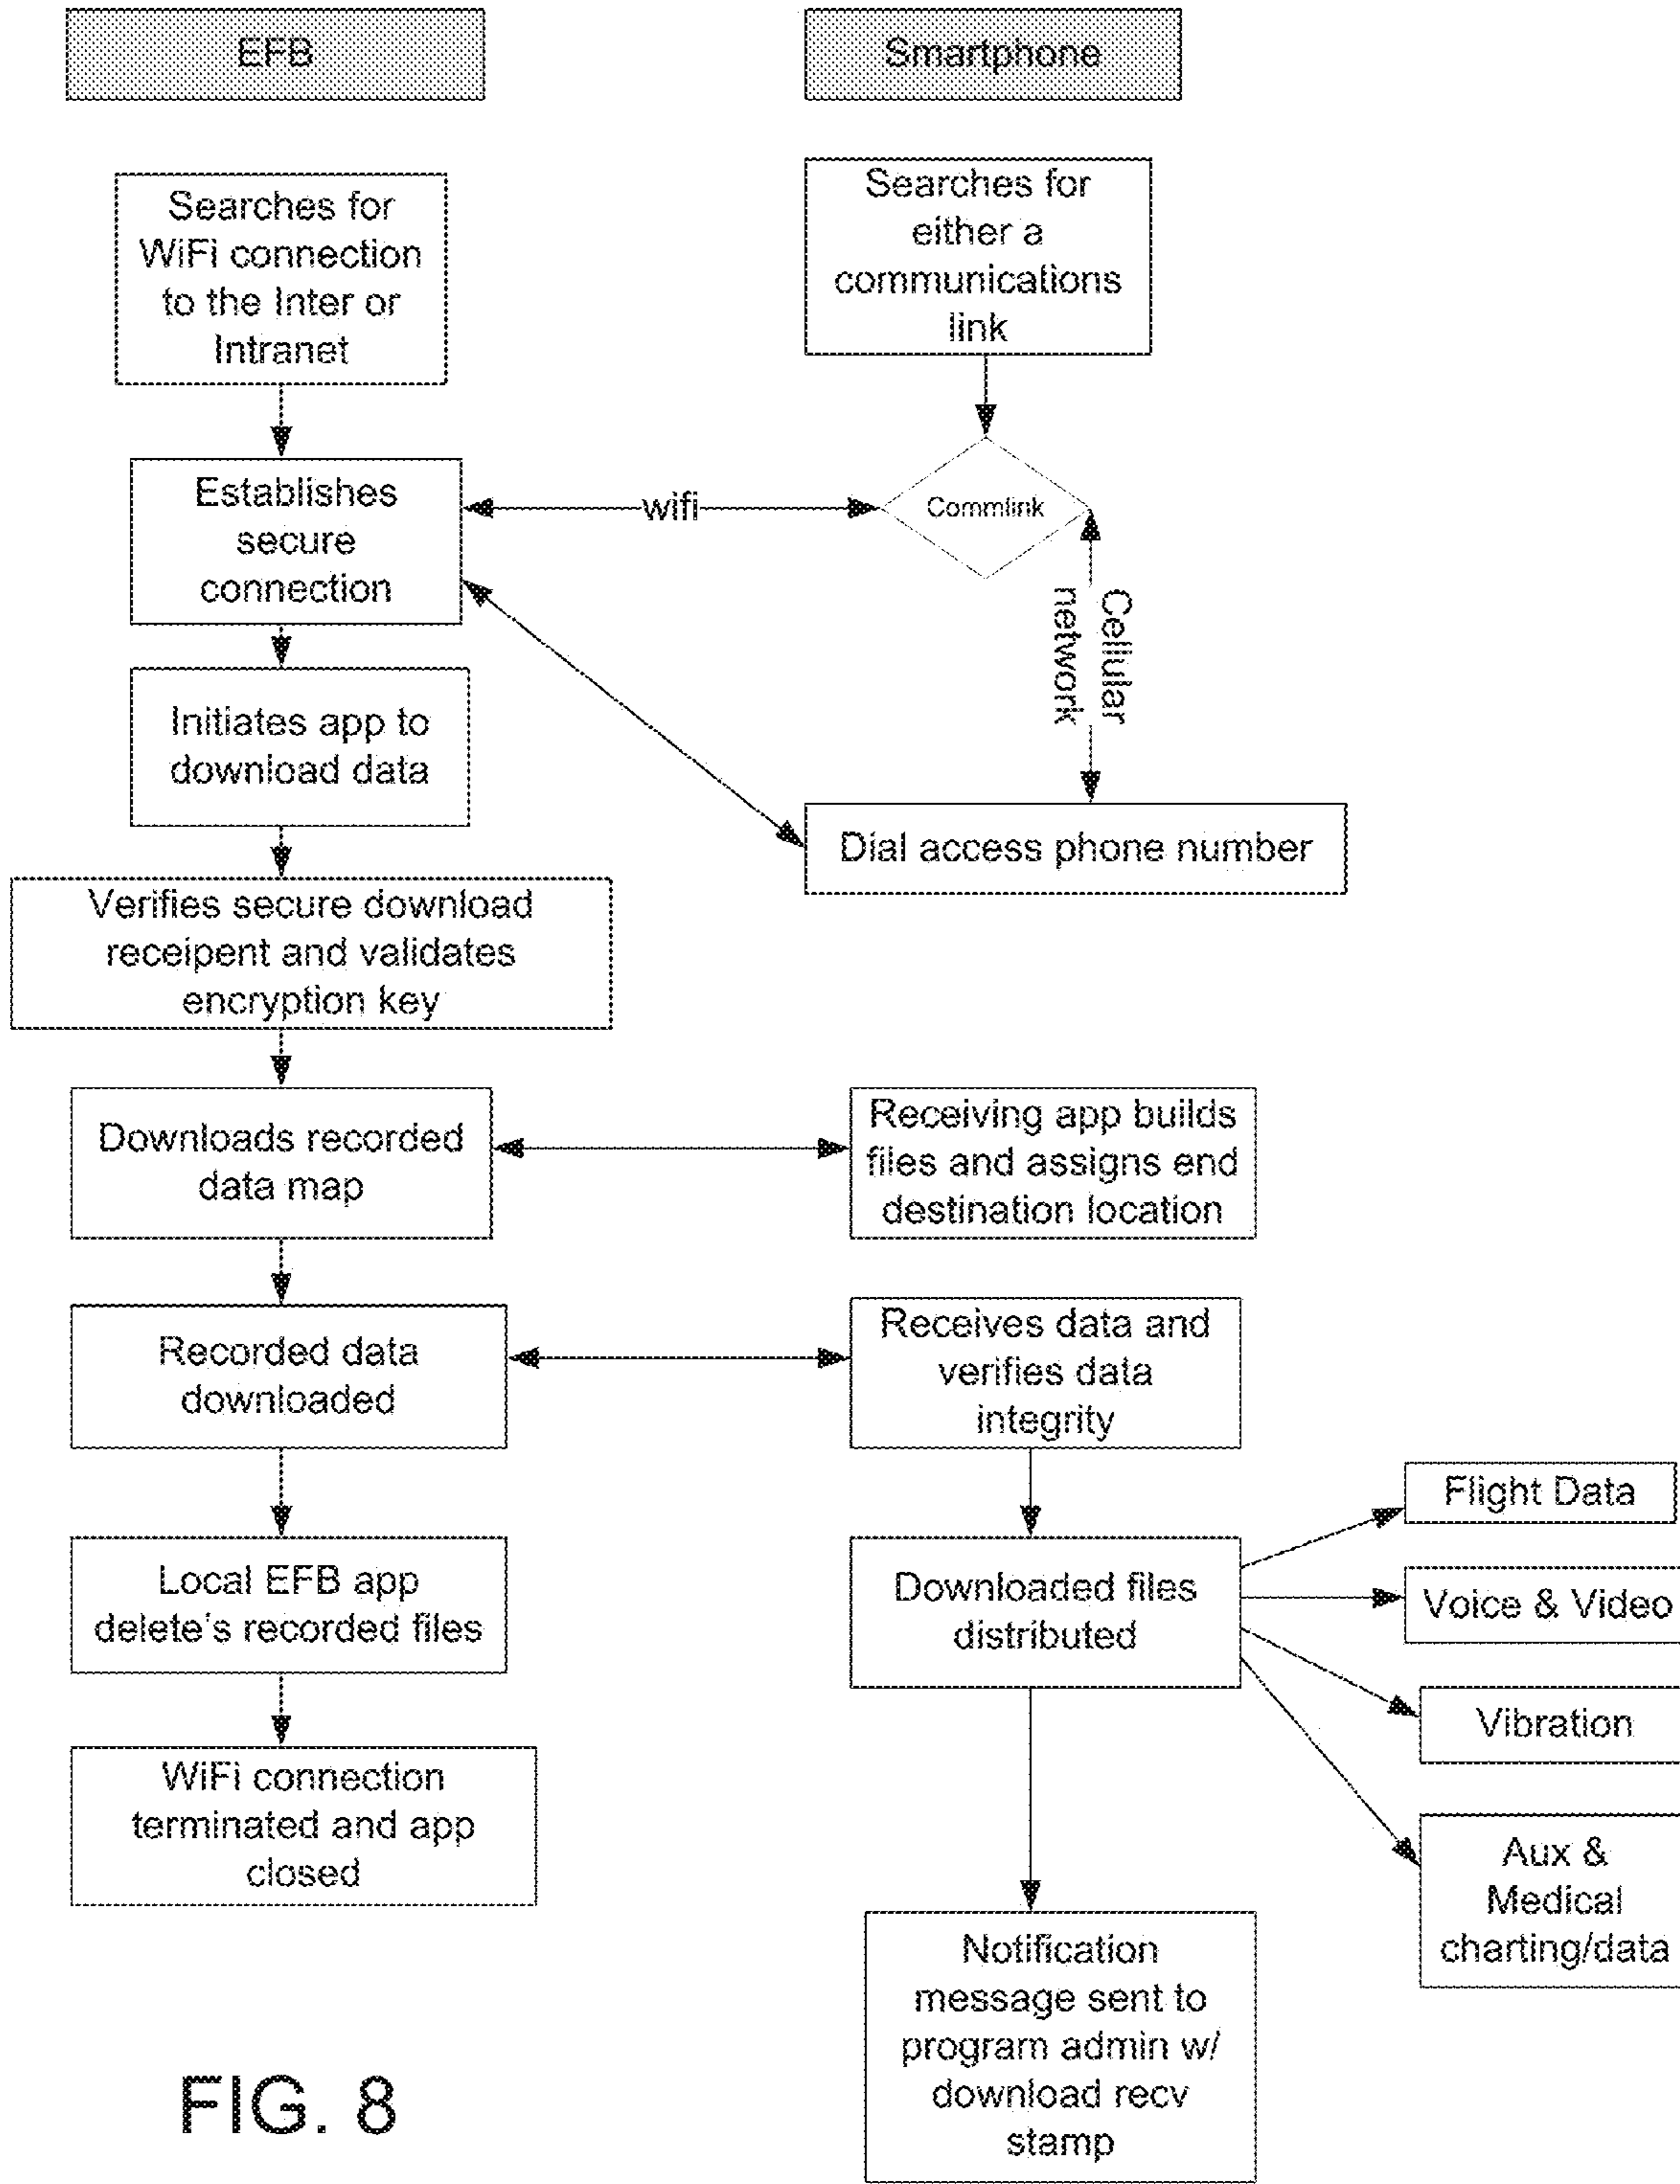 EFB
Smartphone
Searches for
WiFi connection
to the Inter or
Intranet
Searches for
either a
communications
link
Establishes
secure
connection
wifi
Commlink
Cellular
network
Initiates app to
download data
Dial access phone number
Verifies secure download
receipent and validates
encryption key
Downloads recorded
data map
Receiving app builds
files and assigns end
destination location
Recorded data
downloaded
Receives data and
verifies data
integrity
Flight Data
Local EFB app
delete's recorded files
Downloaded files
distributed
Voice & Video
Vibration
WiFi connection
terminated and app
closed
Aux &
Medical
charting/data
Notification
message sent to
program admin w/
download recv
stamp
FIG. 8